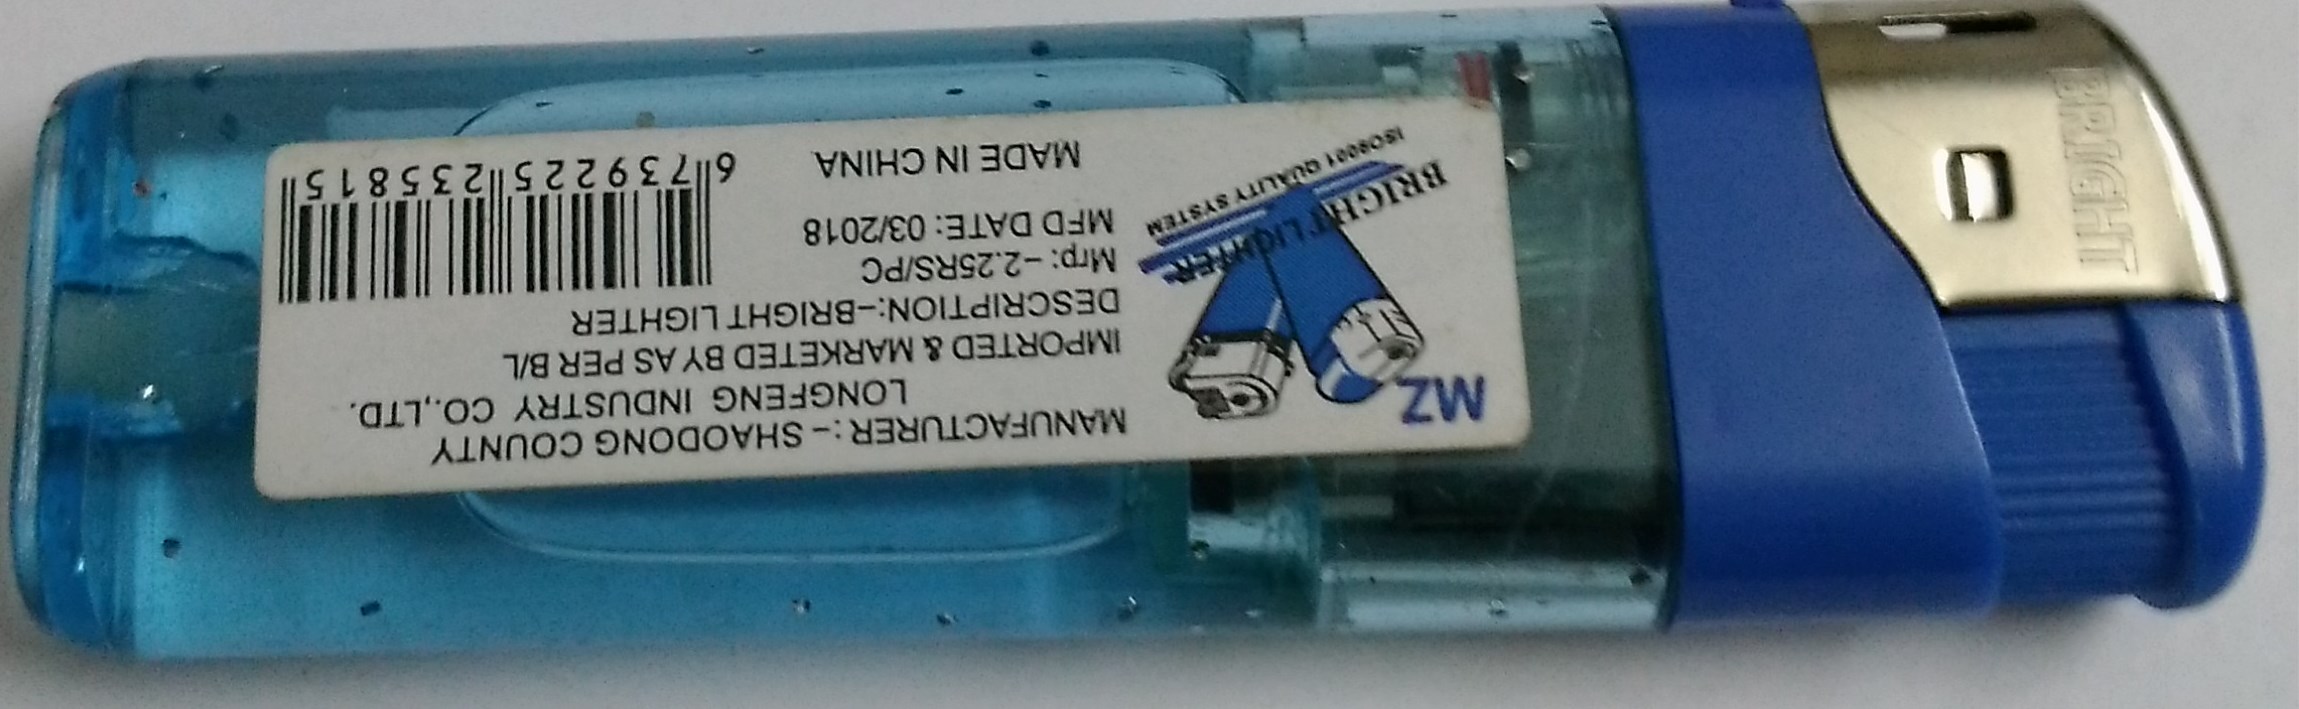 MZ
BRIGHT LIGHTER
ISO9001 QUALITY SYSTEM
MANUFACTURER:- SHAODONG COUNTY
LONGFENG INDUSTRY CO.,LTD.
IMPORTED & MARKETED BY AS PER B/L
DESCRIPTION:-BRIGHT LIGHTER
Mrp:-2.25RS/PC
MFD DATE: 03/2018
MADE IN CHINA
6 739225 235815
BRIGHT